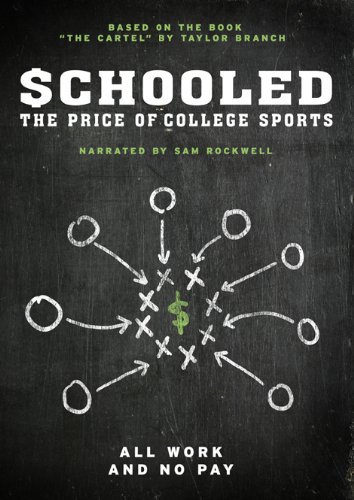 BASED ON THE BOOK
"THE CARTEL" BY TAYLOR BRANCH
$CHOOLED
THE PRICE OF COLLEGE SPORTS
NARRATED BY SAM ROCKWELL
$
ALL WORK
AND NO PAY